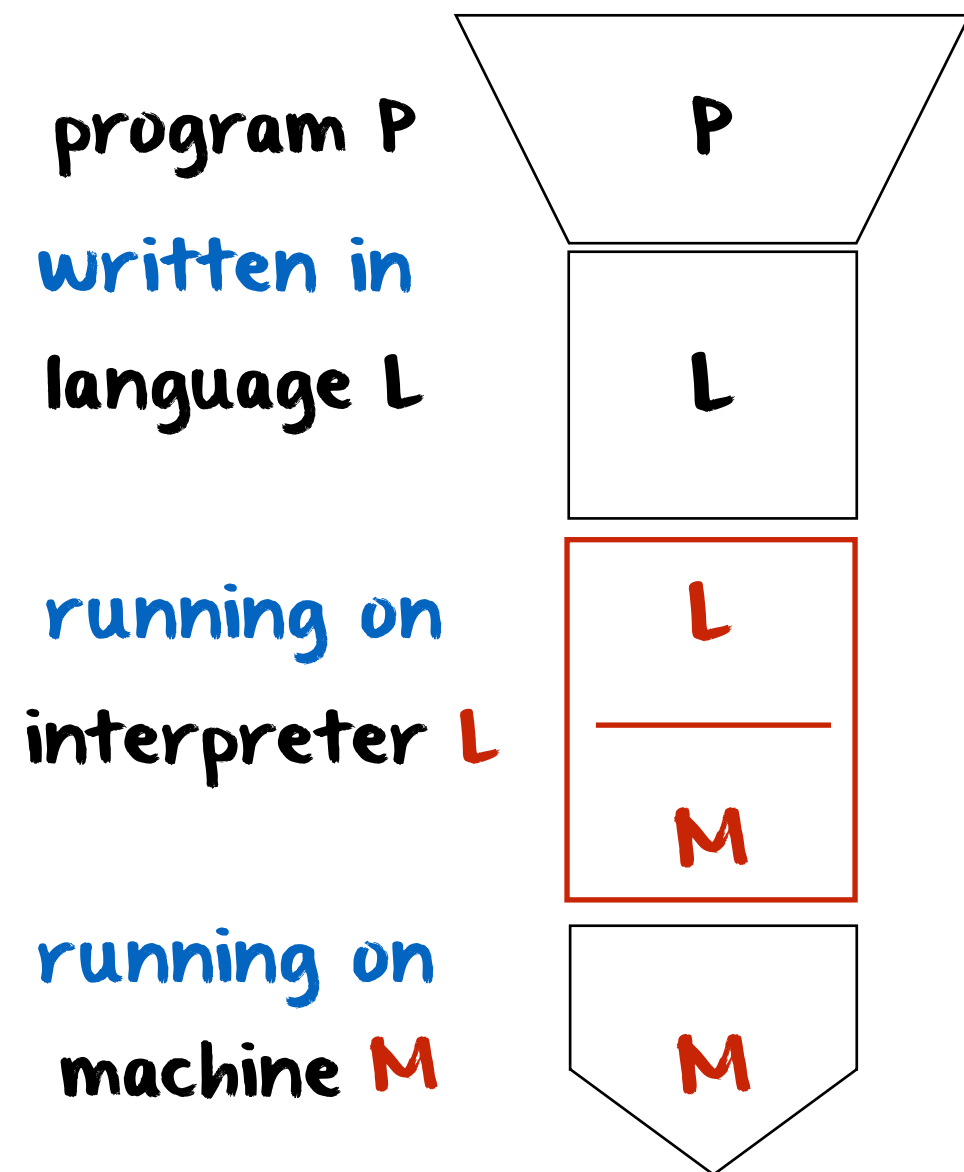 program P
written in
language L
running on
interpreter L
running on
machine M
P
L
L
M
M